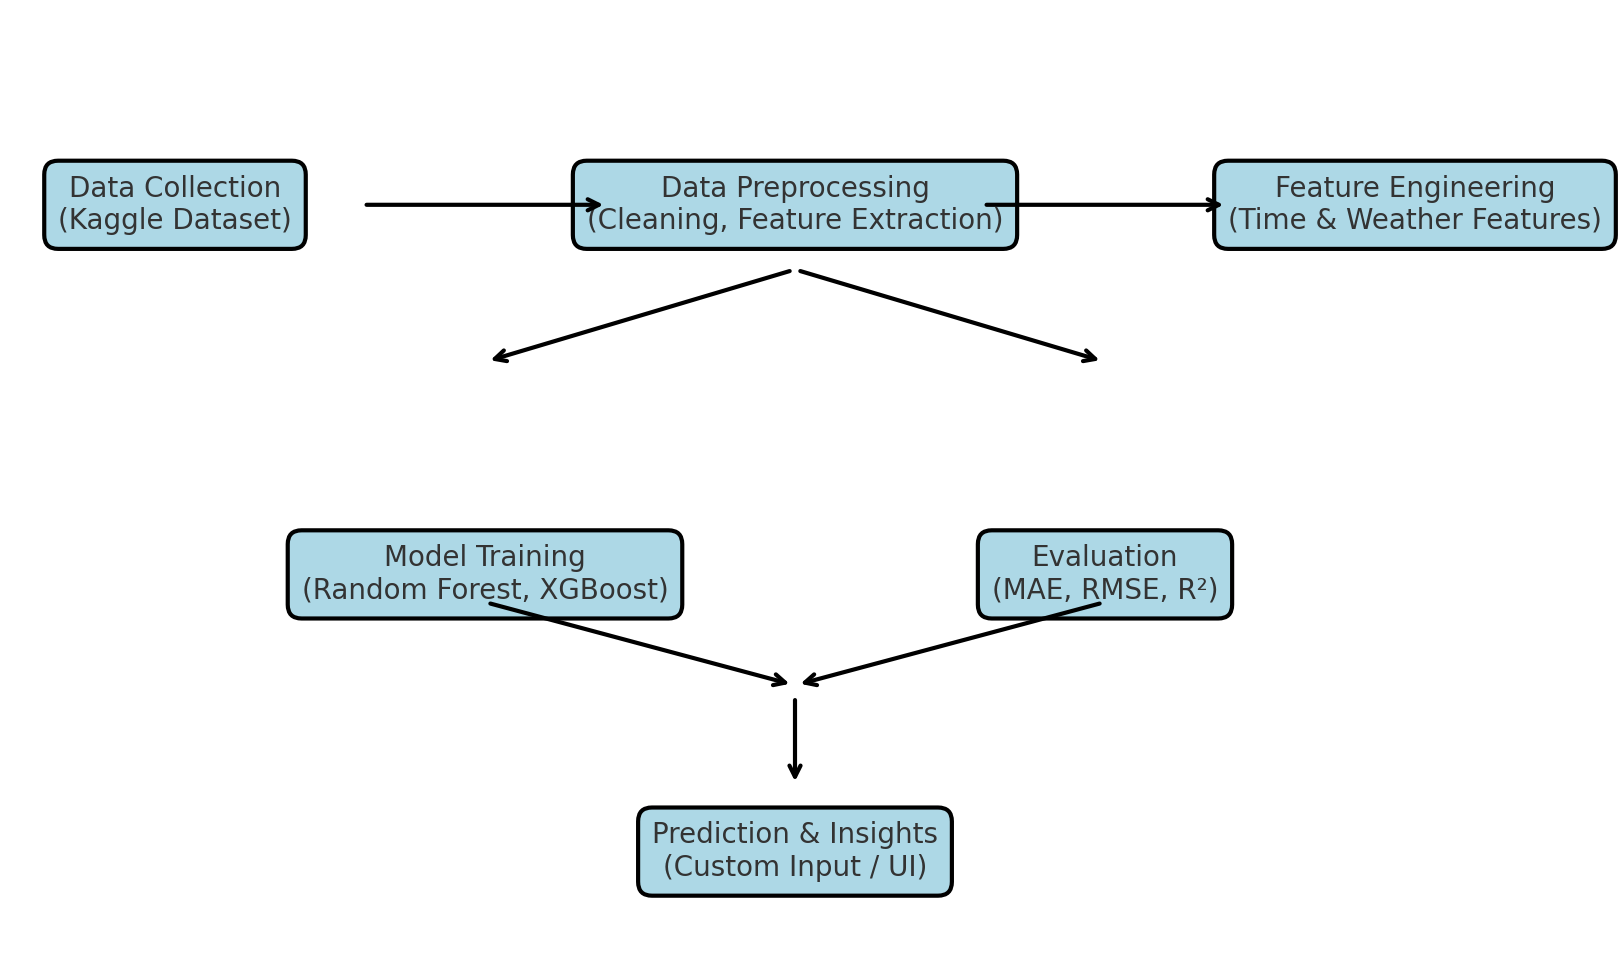 Data Collection
(Kaggle Dataset)
Data Preprocessing
(Cleaning, Feature Extraction)
Feature Engineering
(Time & Weather Features)
Model Training
(Random Forest, XGBoost)
Evaluation
(MAE, RMSE, R²)
Prediction & Insights
(Custom Input / UI)